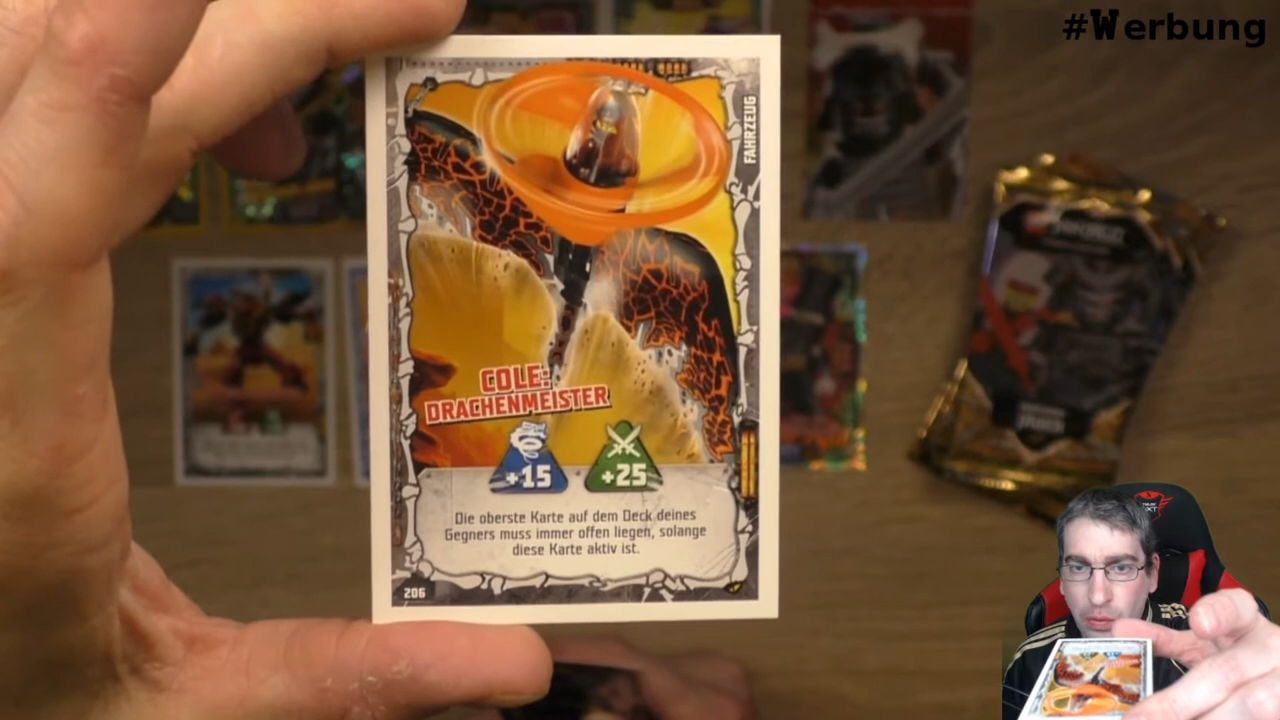 #Werbung
FAHRZEUG
COLE:
DRACHENMEISTER
+15
+25
Die oberste Karte auf dem Deck deines
Gegners muss immer offen liegen, solange
diese Karte aktiv ist.
206